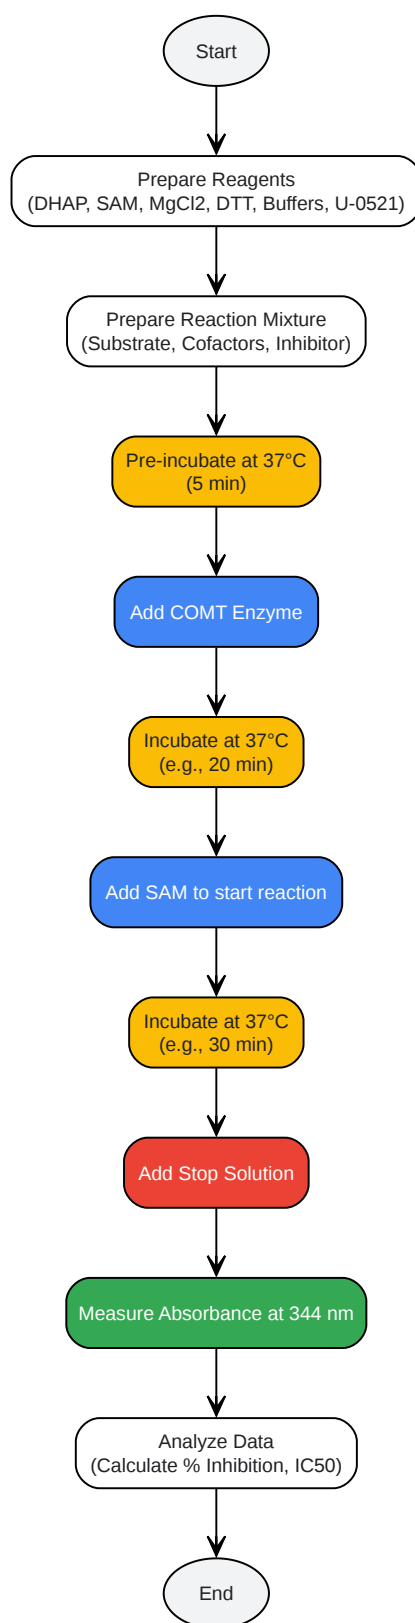 Start
Prepare Reagents
(DHAP, SAM, MgCl2, DTT, Buffers, U-0521)
Prepare Reaction Mixture
(Substrate, Cofactors, Inhibitor)
Pre-incubate at 37°C
(5 min)
Add COMT Enzyme
Incubate at 37°C
(e.g., 20 min)
Add SAM to start reaction
Incubate at 37°C
(e.g., 30 min)
Add Stop Solution
Measure Absorbance at 344 nm
Analyze Data
(Calculate % Inhibition, IC50)
End